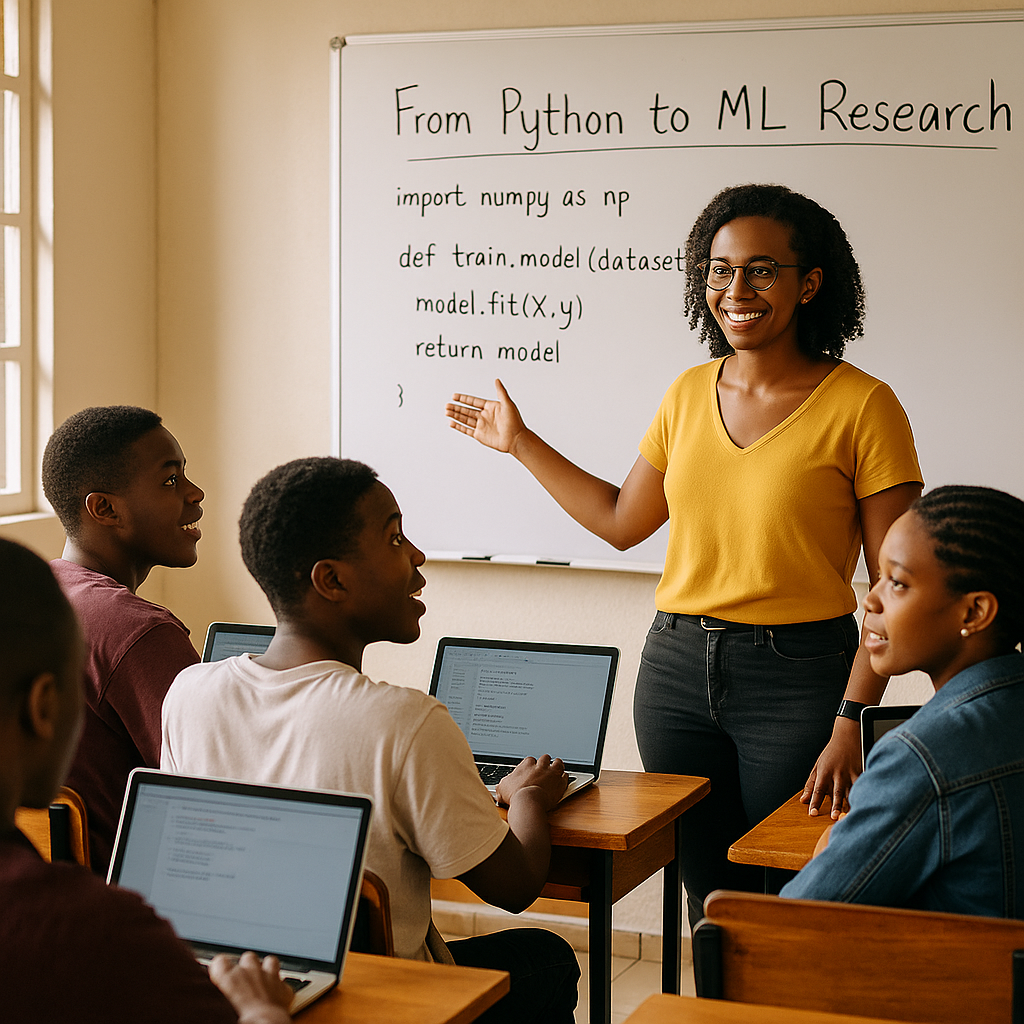 From Python to ML Research
import numpy as np
def train.model(dataset
model.fit(X,y)
return model
}